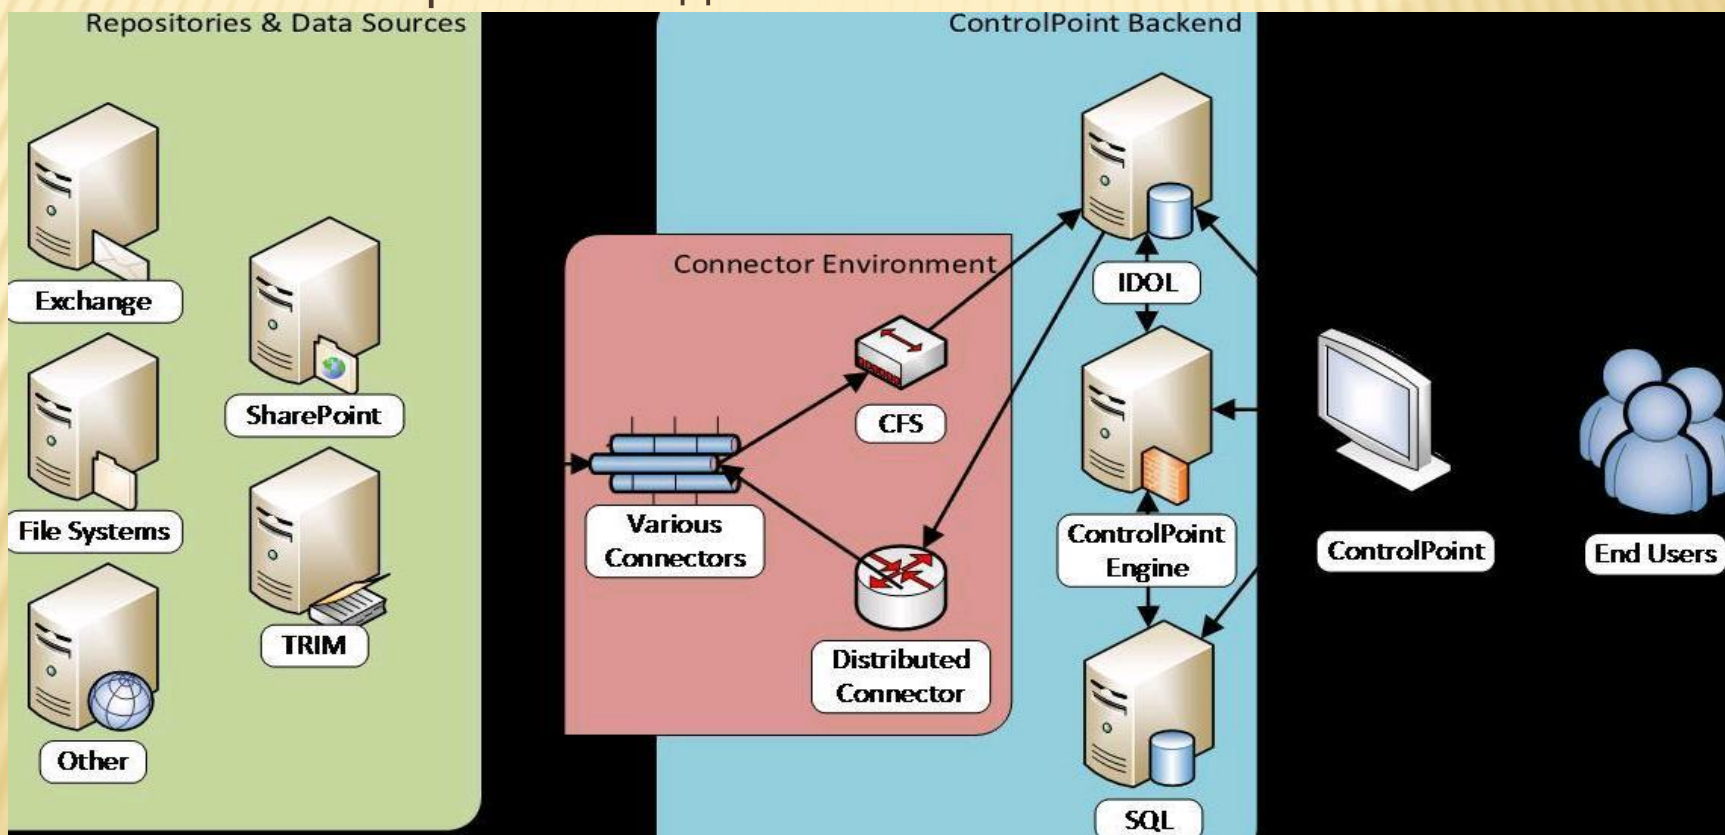 Repositories & Data Sources
ControlPoint Backend
Connector Environment
Exchange
SharePoint
File Systems
TRIM
Other
Various
Connectors
CFS
Distributed
Connector
IDOL
ControlPoint
Engine
SQL
ControlPoint
End Users